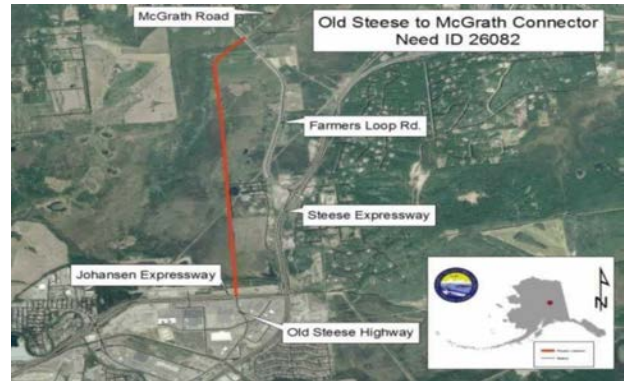 McGrath Road
Old Steese to McGrath Connector
Need ID 26082
Farmers Loop Rd.
Steese Expressway
Johansen Expressway
Old Steese Highway
N